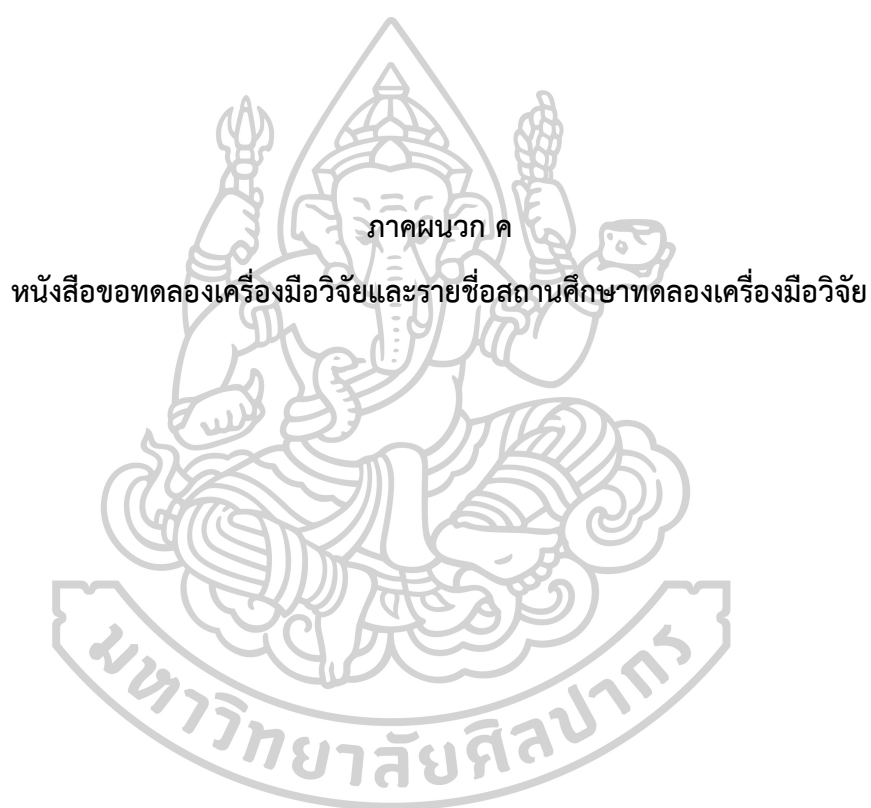 ภาคผนวก ค
หนังสือขอทดลองเครื่องมือวิจัยและรายชื่อสถานศึกษาทดลองเครื่องมือวิจัย
มหาวิทยาลัยศิลปากร